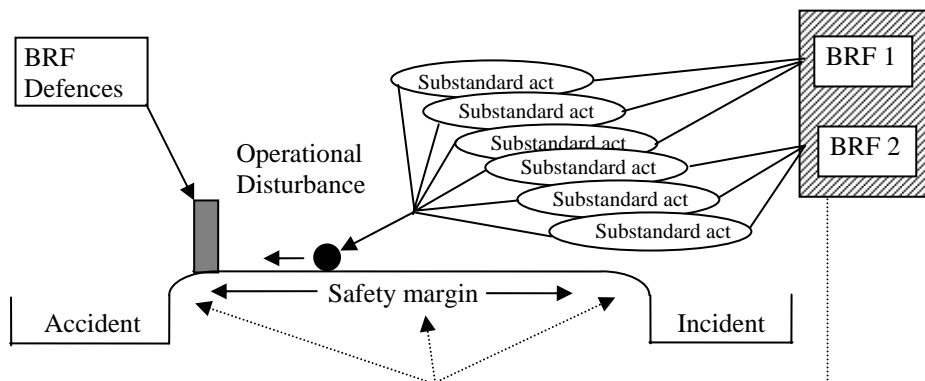 BRF
Defences
Operational
Disturbance
Substandard act
Substandard act
Substandard act
Substandard act
Substandard act
Substandard act
BRF 1
BRF 2
Safety margin
Accident
Incident